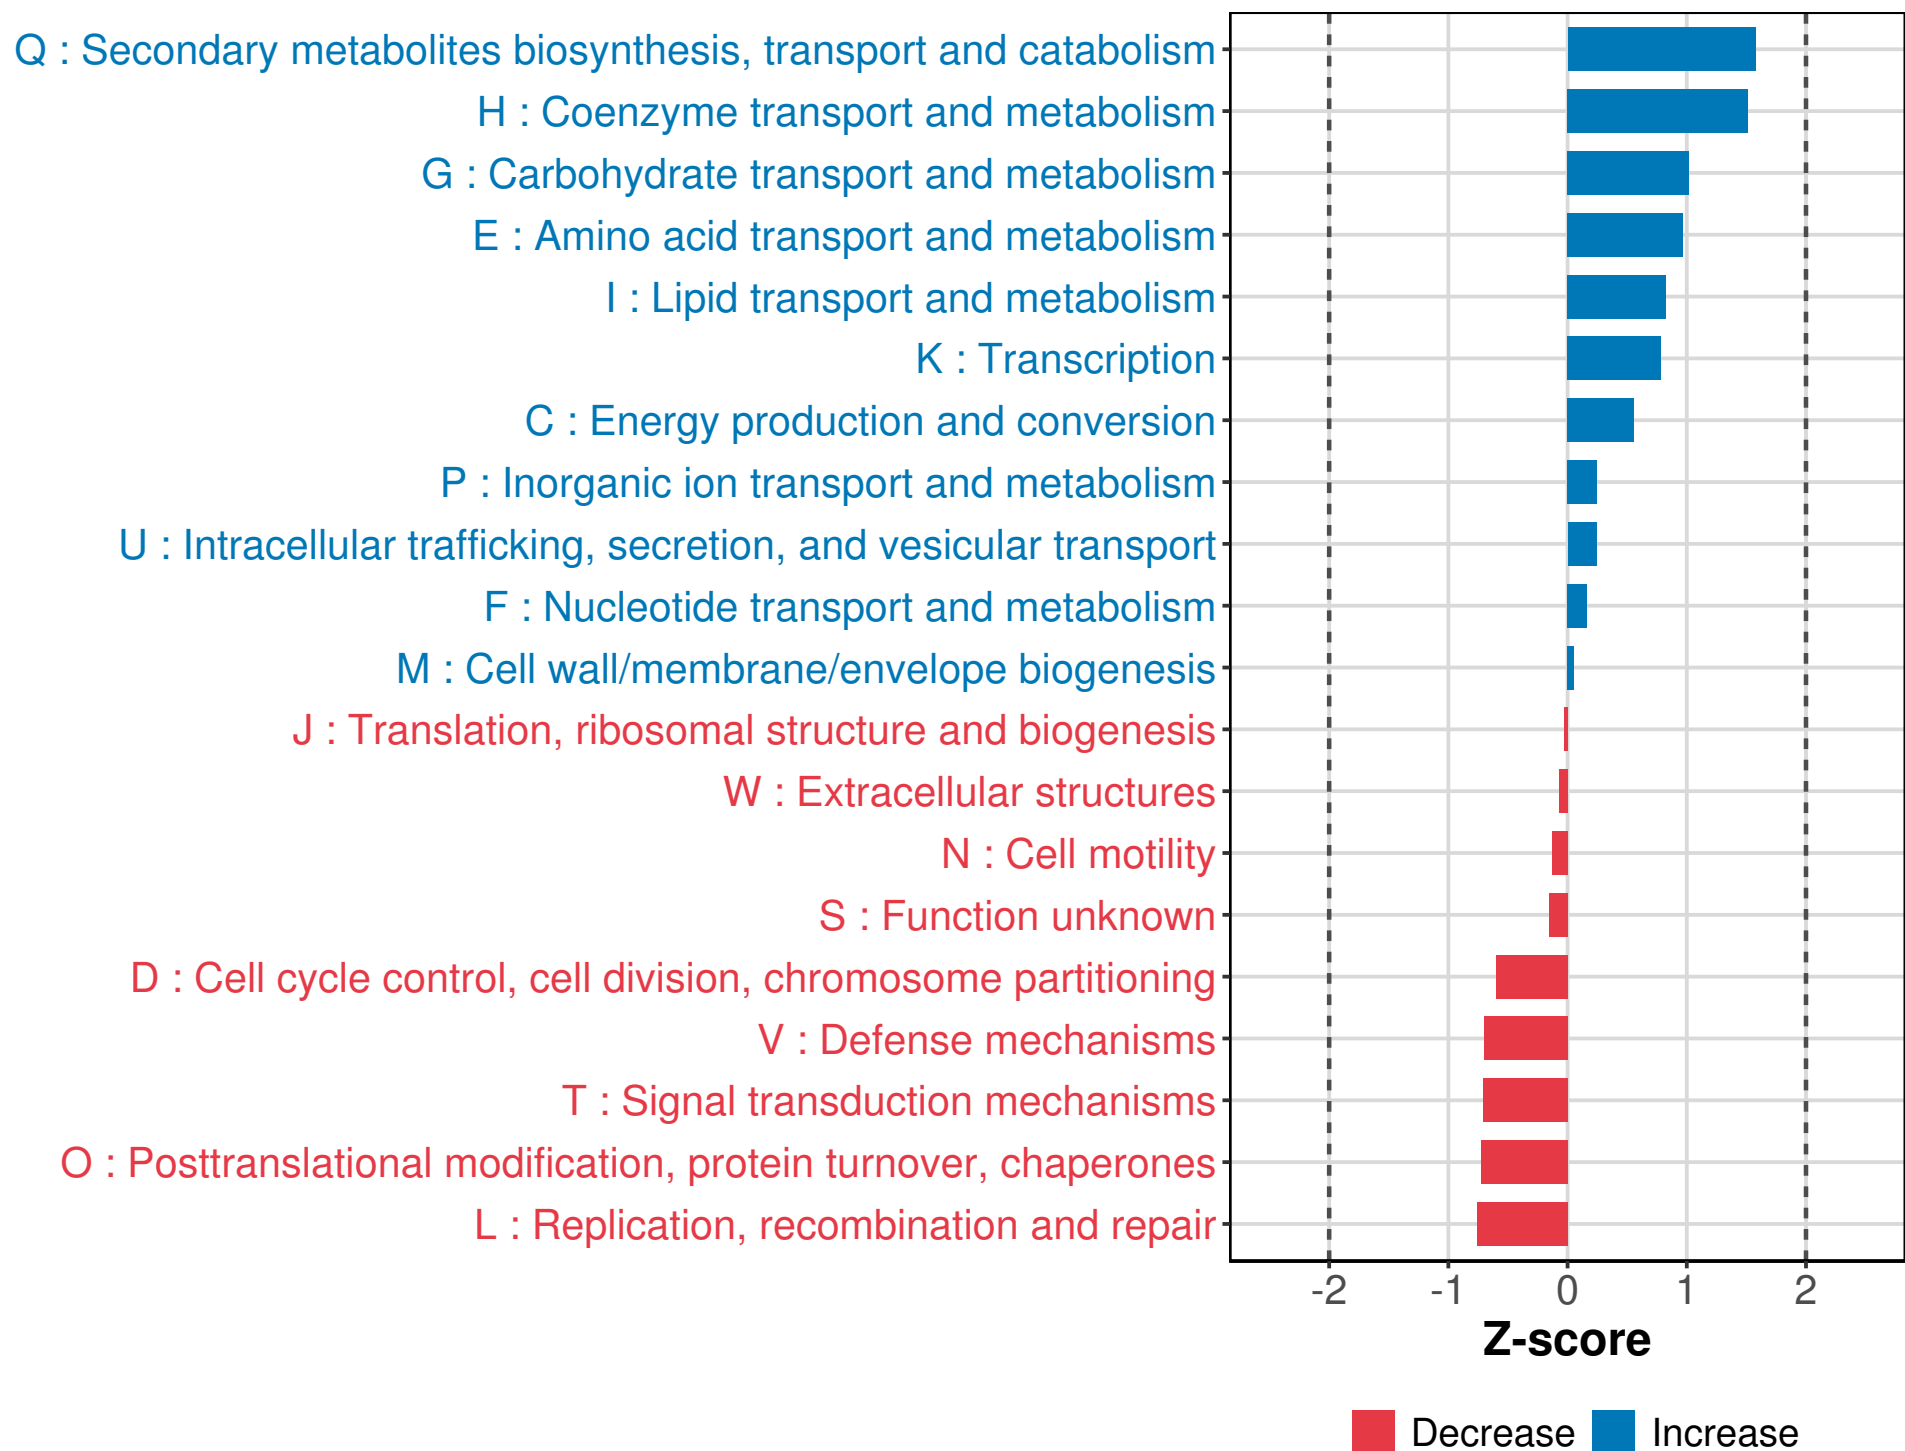 Q : Secondary metabolites biosynthesis, transport and catabolism
H : Coenzyme transport and metabolism
G : Carbohydrate transport and metabolism
E : Amino acid transport and metabolism
I : Lipid transport and metabolism
K : Transcription
C : Energy production and conversion
P : Inorganic ion transport and metabolism
U : Intracellular trafficking, secretion, and vesicular transport
F : Nucleotide transport and metabolism
M : Cell wall/membrane/envelope biogenesis
J : Translation, ribosomal structure and biogenesis
W : Extracellular structures
N : Cell motility
S : Function unknown
D : Cell cycle control, cell division, chromosome partitioning
V : Defense mechanisms
T : Signal transduction mechanisms
O : Posttranslational modification, protein turnover, chaperones
L : Replication, recombination and repair
-2 -1 0 1 2
Z-score
Decrease Increase